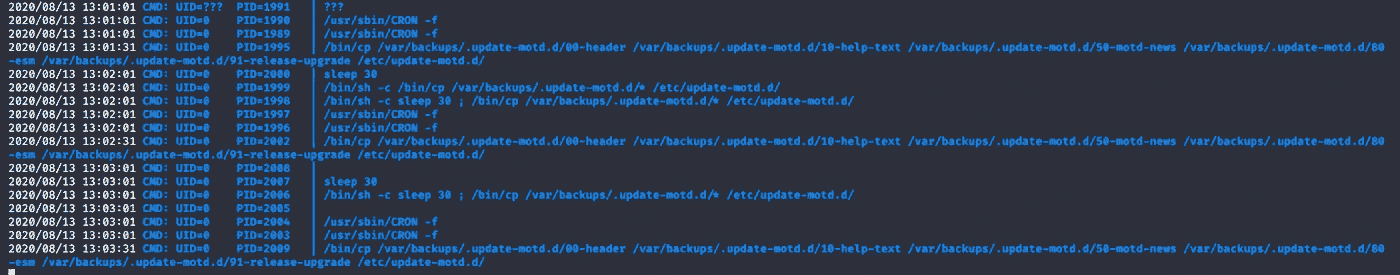 2020/08/13 13:01:01 CMD: UID=???  PID=1991   | ???
2020/08/13 13:01:01 CMD: UID=0    PID=1990   | /usr/sbin/CRON -f
2020/08/13 13:01:01 CMD: UID=0    PID=1989   | /usr/sbin/CRON -f
2020/08/13 13:01:31 CMD: UID=0    PID=1995   | /bin/cp /var/backups/.update-motd.d/00-header /var/backups/.update-motd.d/10-help-text /var/backups/.update-motd.d/50-motd-news /var/backups/.update-motd.d/80
-esm /var/backups/.update-motd.d/91-release-upgrade /etc/update-motd.d/
2020/08/13 13:02:01 CMD: UID=0    PID=2000   | sleep 30
2020/08/13 13:02:01 CMD: UID=0    PID=1999   | /bin/sh -c /bin/cp /var/backups/.update-motd.d/* /etc/update-motd.d/
2020/08/13 13:02:01 CMD: UID=0    PID=1998   | /bin/sh -c sleep 30 ; /bin/cp /var/backups/.update-motd.d/* /etc/update-motd.d/
2020/08/13 13:02:01 CMD: UID=0    PID=1997   | /usr/sbin/CRON -f
2020/08/13 13:02:01 CMD: UID=0    PID=1996   | /usr/sbin/CRON -f
2020/08/13 13:02:31 CMD: UID=0    PID=2002   | /bin/cp /var/backups/.update-motd.d/00-header /var/backups/.update-motd.d/10-help-text /var/backups/.update-motd.d/50-motd-news /var/backups/.update-motd.d/80
-esm /var/backups/.update-motd.d/91-release-upgrade /etc/update-motd.d/
2020/08/13 13:03:01 CMD: UID=0    PID=2008   |
2020/08/13 13:03:01 CMD: UID=0    PID=2007   | sleep 30
2020/08/13 13:03:01 CMD: UID=0    PID=2006   | /bin/sh -c sleep 30 ; /bin/cp /var/backups/.update-motd.d/* /etc/update-motd.d/
2020/08/13 13:03:01 CMD: UID=0    PID=2005   |
2020/08/13 13:03:01 CMD: UID=0    PID=2004   | /usr/sbin/CRON -f
2020/08/13 13:03:01 CMD: UID=0    PID=2003   | /usr/sbin/CRON -f
2020/08/13 13:03:31 CMD: UID=0    PID=2009   | /bin/cp /var/backups/.update-motd.d/00-header /var/backups/.update-motd.d/10-help-text /var/backups/.update-motd.d/50-motd-news /var/backups/.update-motd.d/80
-esm /var/backups/.update-motd.d/91-release-upgrade /etc/update-motd.d/